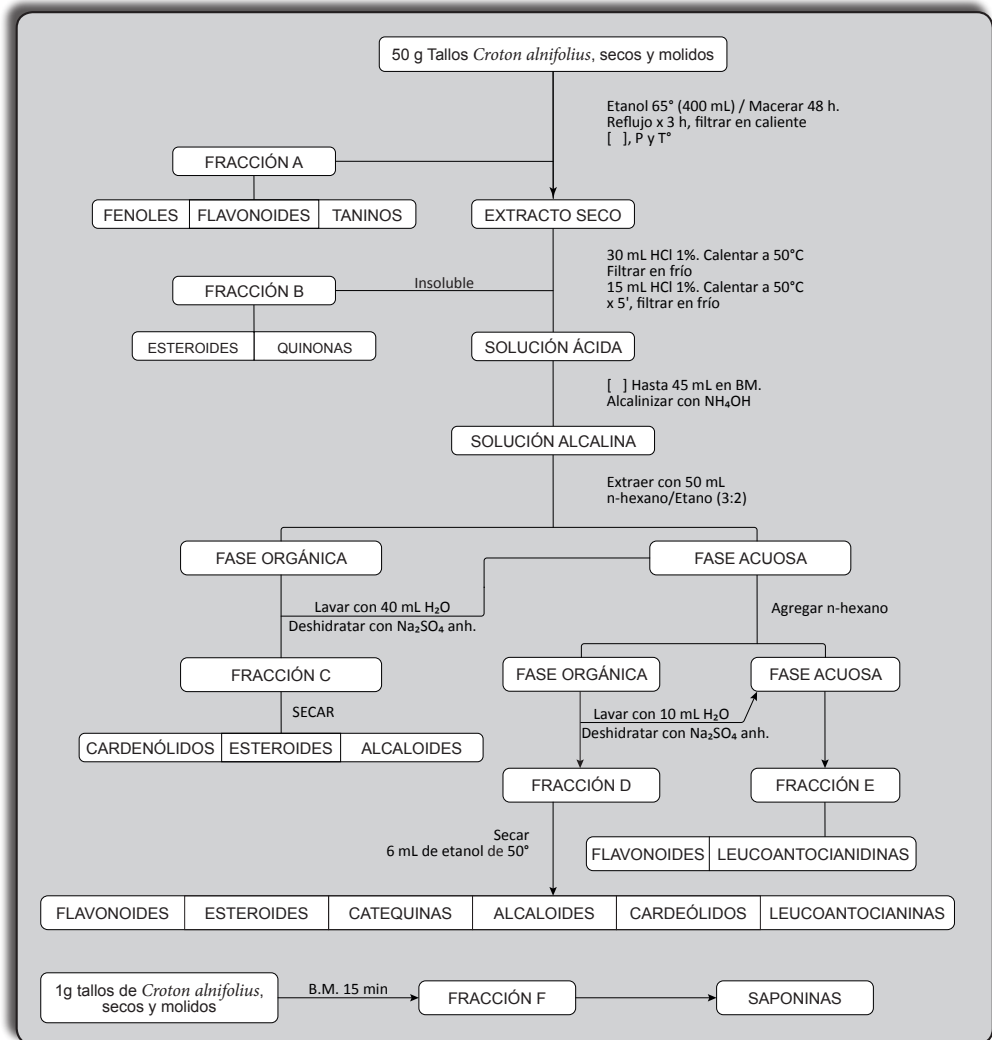 50 g Tallos Croton alnifolius, secos y molidos
Etanol 65° (400 mL) / Macerar 48 h.
Reflujo x 3 h, filtrar en caliente
[ ], P y T°
FRACCIÓN A
FENOLES
FLAVONOIDES
TANINOS
EXTRACTO SECO
30 mL HCl 1%. Calentar a 50°C
Filtrar en frío
15 mL HCl 1%. Calentar a 50°C
x 5', filtrar en frío
Insoluble
FRACCIÓN B
ESTEROIDES
QUINONAS
SOLUCIÓN ÁCIDA
[ ] Hasta 45 mL en BM.
Alcalinizar con NH₄OH
SOLUCIÓN ALCALINA
Extraer con 50 mL
n-hexano/Etano (3:2)
FASE ORGÁNICA
FASE ACUOSA
Lavar con 40 mL H₂O
Deshidratar con Na₂SO₄ anh.
Agregar n-hexano
FRACCIÓN C
SECAR
CARDENÓLIDOS
ESTEROIDES
ALCALOIDES
FASE ORGÁNICA
FASE ACUOSA
Lavar con 10 mL H₂O
Deshidratar con Na₂SO₄ anh.
FRACCIÓN D
FRACCIÓN E
Secar
6 mL de etanol de 50°
FLAVONOIDES
LEUCOANTOCIANIDINAS
FLAVONOIDES
ESTEROIDES
CATEQUINAS
ALCALOIDES
CARDEÓLIDOS
LEUCOANTOCIANINAS
1g tallos de Croton alnifolius,
secos y molidos
B.M. 15 min
FRACCIÓN F
SAPONINAS